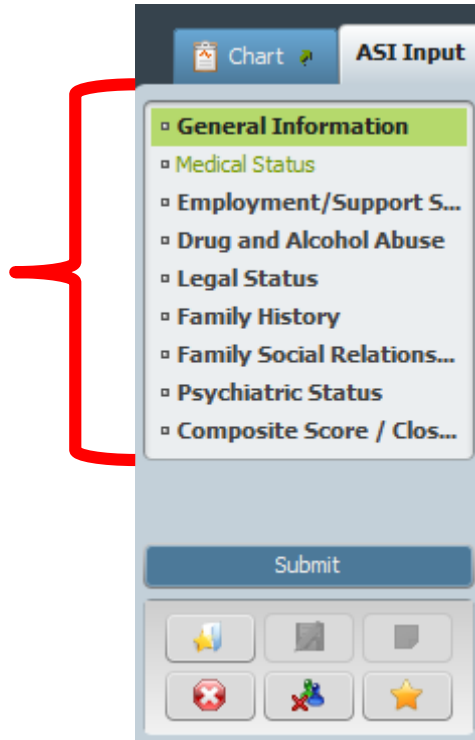 Chart
ASI Input
General Information
Medical Status
Employment/Support S...
Drug and Alcohol Abuse
Legal Status
Family History
Family Social Relations...
Psychiatric Status
Composite Score / Clos...
Submit